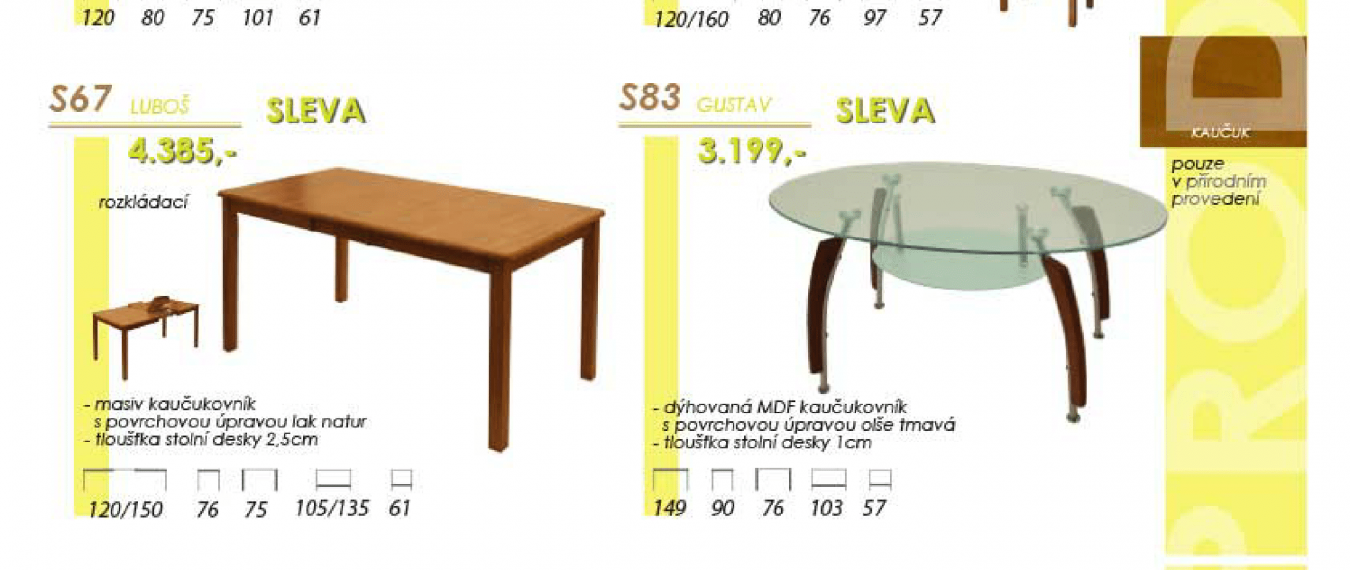 120 80 75 101 61
120/160 80 76 97 57
S67 LUBOŠ SLEVA
4.385,-
rozkládací
- masiv kaučukovník
s povrchovou úpravou lak natur
- tloušťka stolní desky 2,5cm
120/150 76 75 105/135 61
S83 GUSTAV SLEVA
3.199,-
- dýhovaná MDF kaučukovník
s povrchovou úpravou olše tmavá
- tloušťka stolní desky 1cm
149 90 76 103 57
KAUČUK
pouze
v přírodním
provedení
PROD